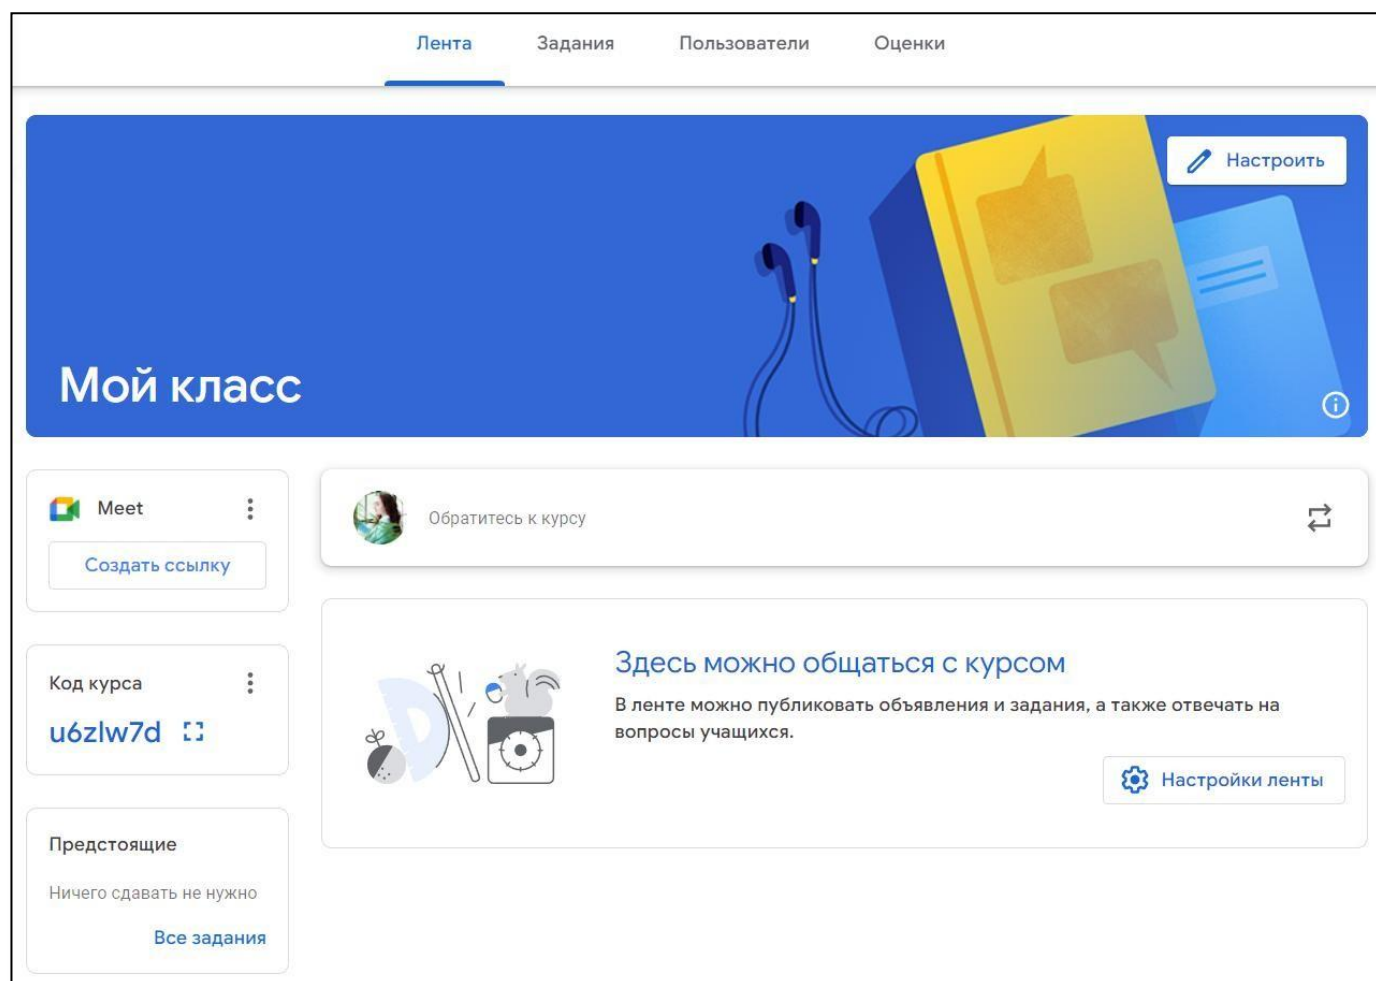 Лента Задания Пользователи Оценки
Настроить
Мой класс
Meet
Создать ссылку
Обратитесь к курсу
Код курса
u6zlw7d
Здесь можно общаться с курсом
В ленте можно публиковать объявления и задания, а также отвечать на
вопросы учащихся.
Настройки ленты
Предстоящие
Ничего сдавать не нужно
Все задания